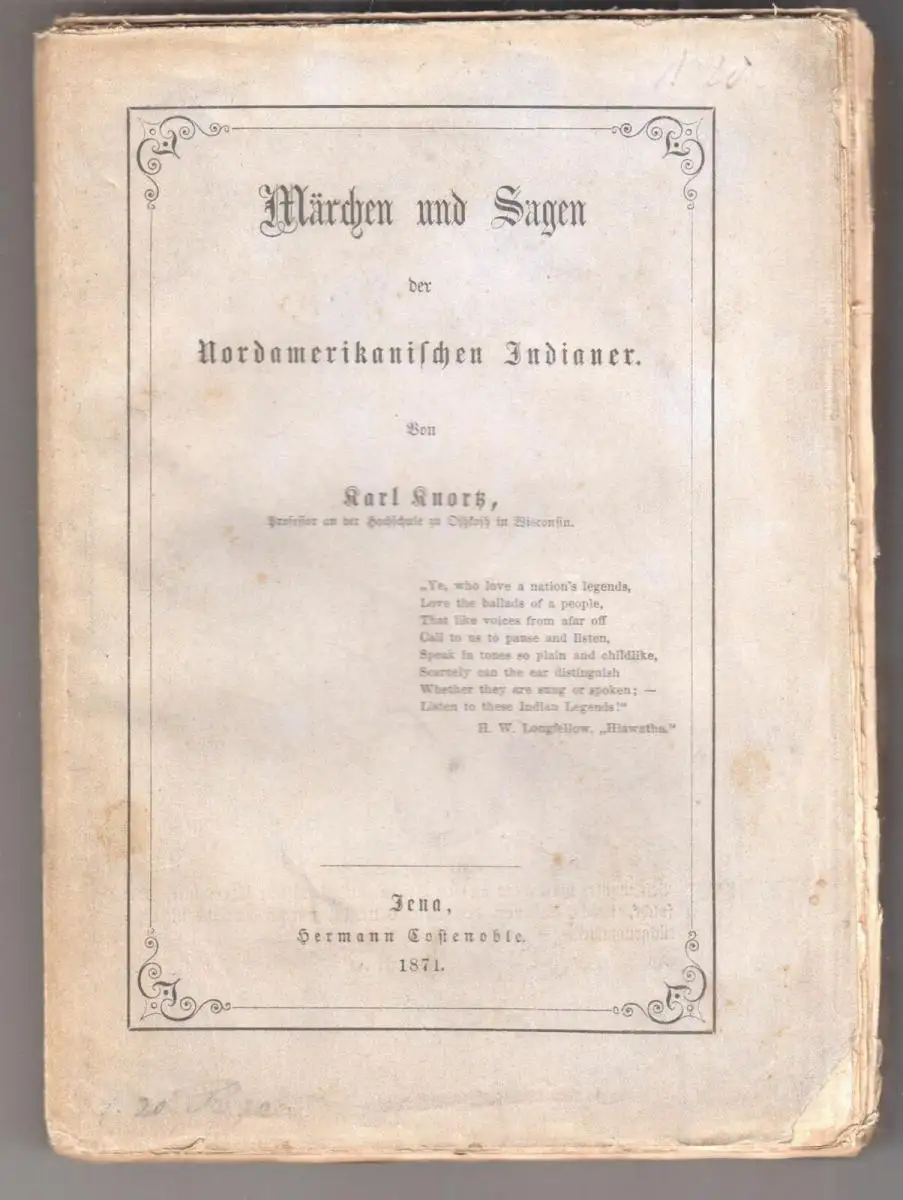 Märchen und Sagen
der
Nordamerikaniſchen Indianer.
Von
Karl Knortz,
Profeſſor an der Hochſchule zu Oſhkoſh in Wisconſin.
„Ye, who love a nation's legends,
Love the ballads of a people,
That like voices from afar off
Call to us to pause and listen,
Speak in tones so plain and childlike,
Scarcely can the ear distinguish
Whether they are sung or spoken; —
Listen to these Indian Legends!“
H. W. Longfellow, „Hiawatha.“
Jena,
Hermann Coſtenoble.
1871.